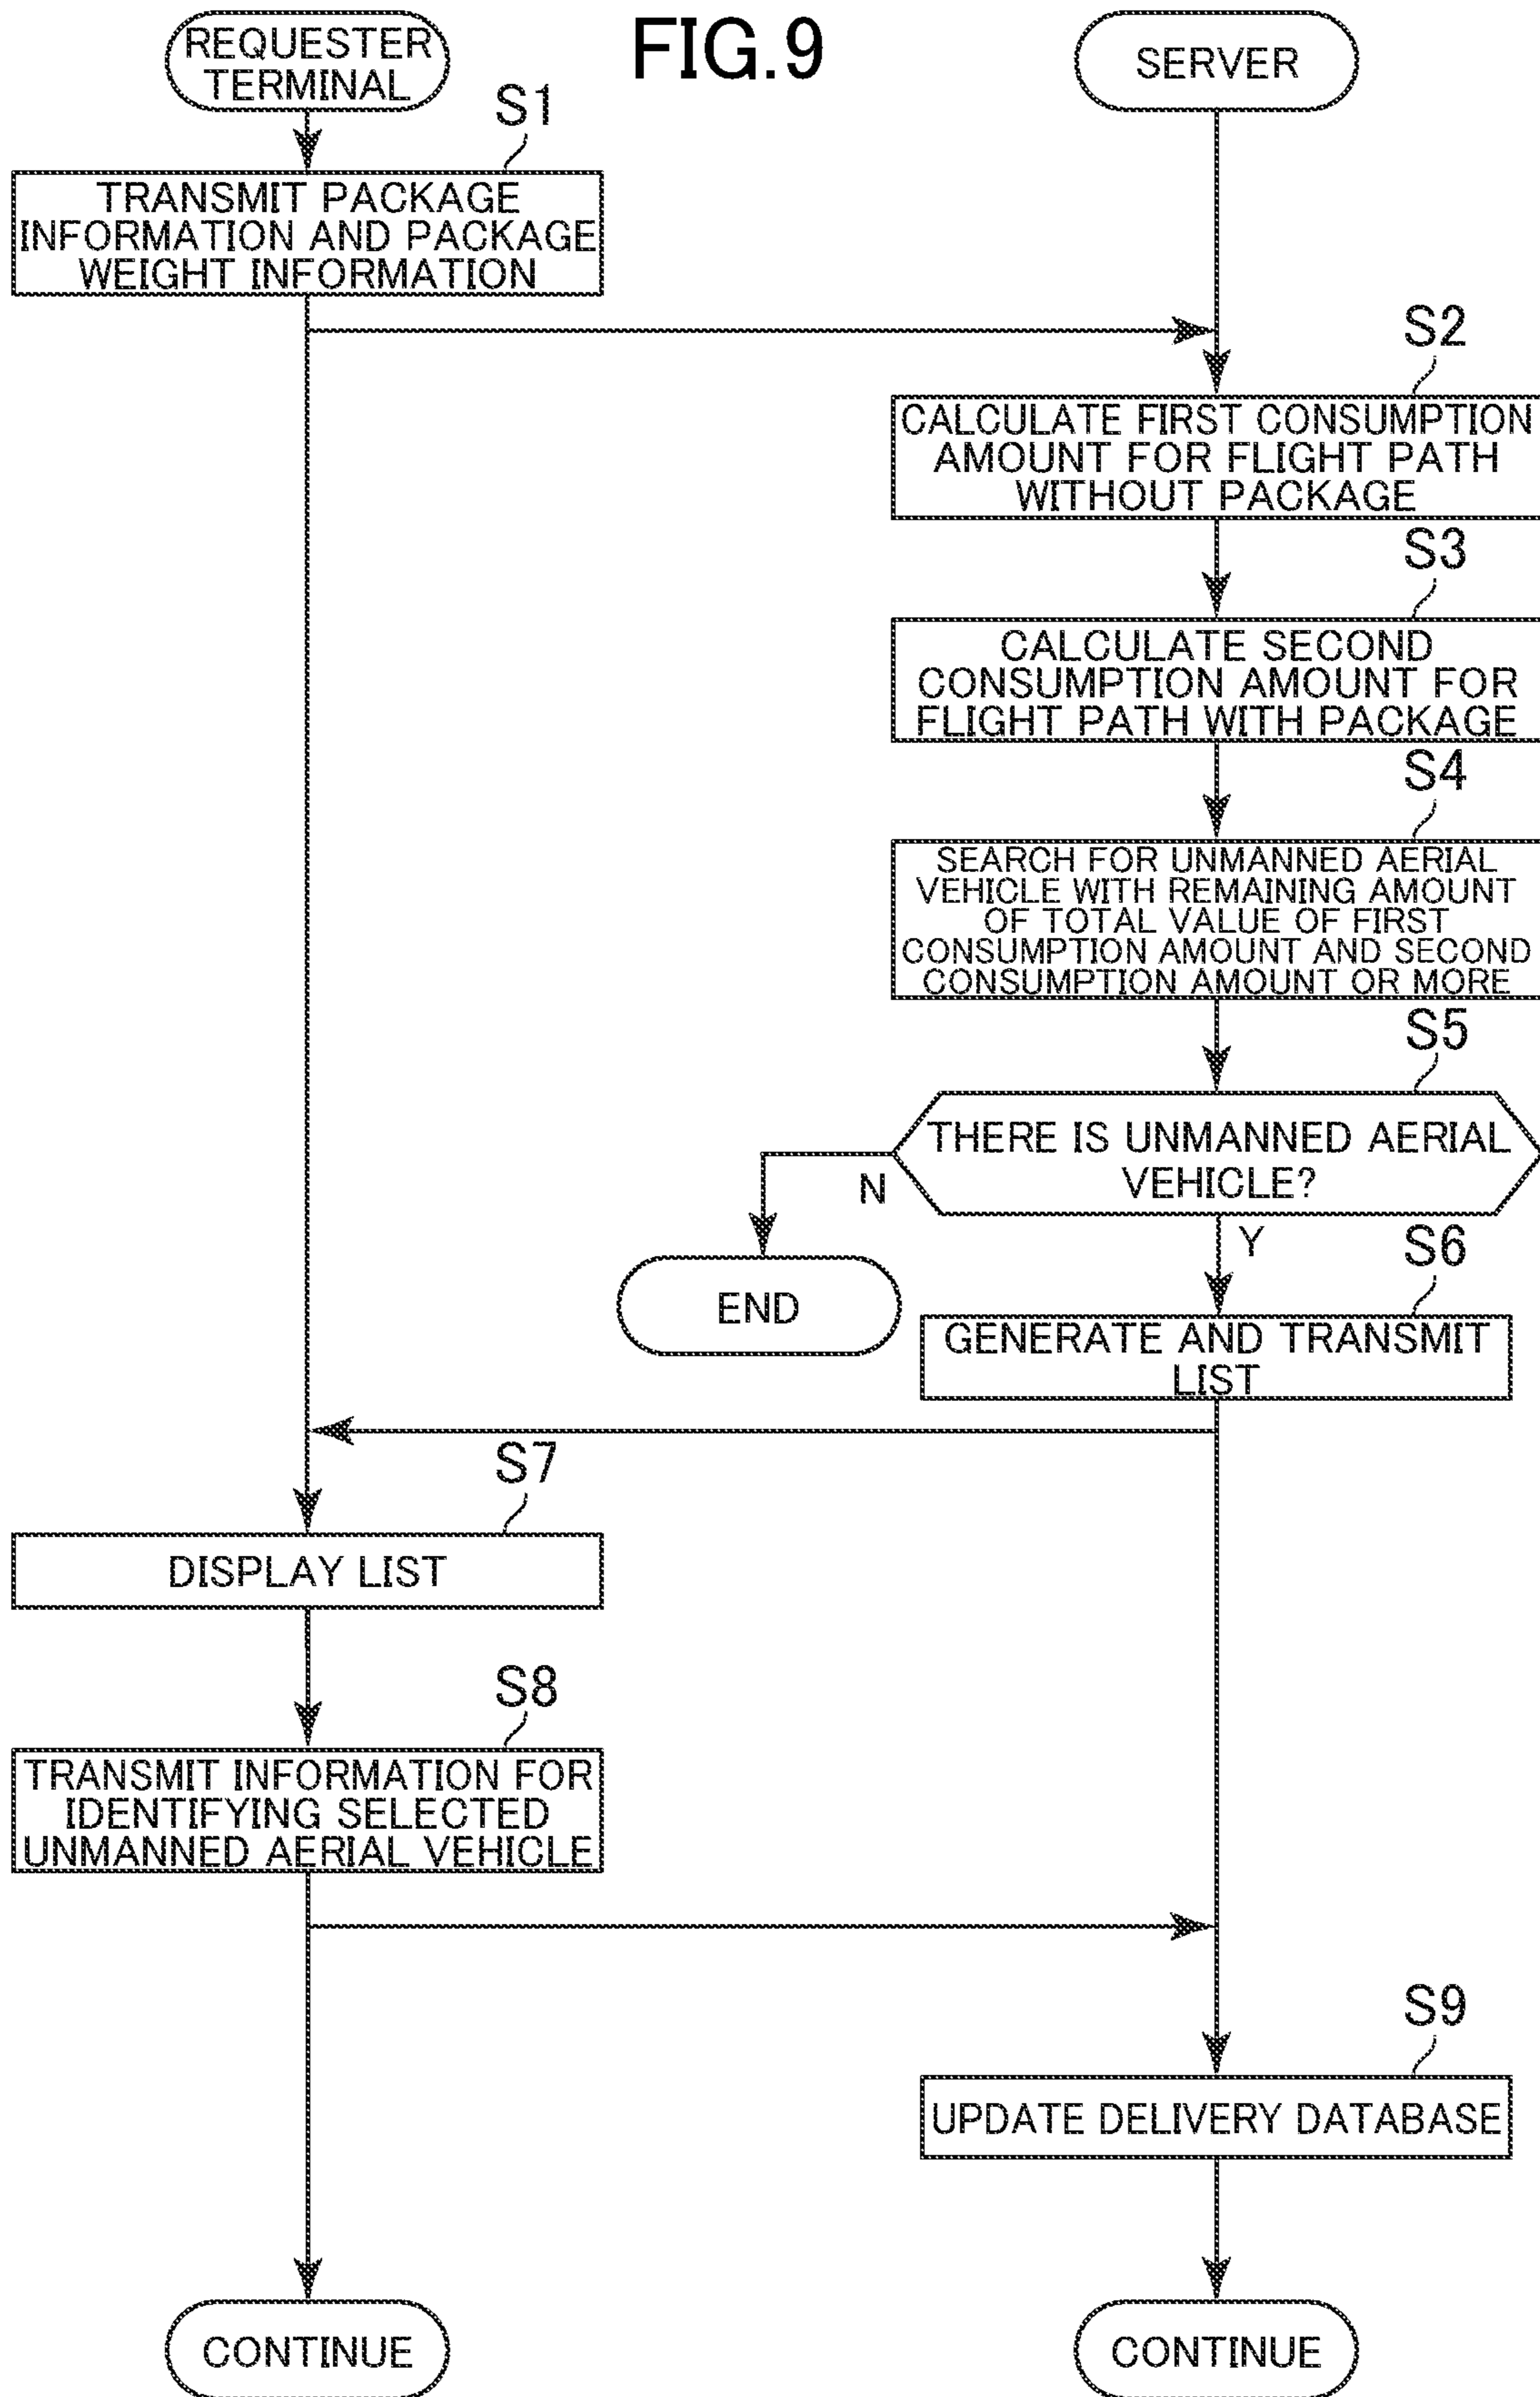 FIG.9
REQUESTER
TERMINAL
SERVER
S1
TRANSMIT PACKAGE
INFORMATION AND PACKAGE
WEIGHT INFORMATION
S2
CALCULATE FIRST CONSUMPTION
AMOUNT FOR FLIGHT PATH
WITHOUT PACKAGE
S3
CALCULATE SECOND
CONSUMPTION AMOUNT FOR
FLIGHT PATH WITH PACKAGE
S4
SEARCH FOR UNMANNED AERIAL
VEHICLE WITH REMAINING AMOUNT
OF TOTAL VALUE OF FIRST
CONSUMPTION AMOUNT AND SECOND
CONSUMPTION AMOUNT OR MORE
S5
THERE IS UNMANNED AERIAL
VEHICLE?
N
Y
END
S6
GENERATE AND TRANSMIT
LIST
S7
DISPLAY LIST
S8
TRANSMIT INFORMATION FOR
IDENTIFYING SELECTED
UNMANNED AERIAL VEHICLE
S9
UPDATE DELIVERY DATABASE
CONTINUE
CONTINUE